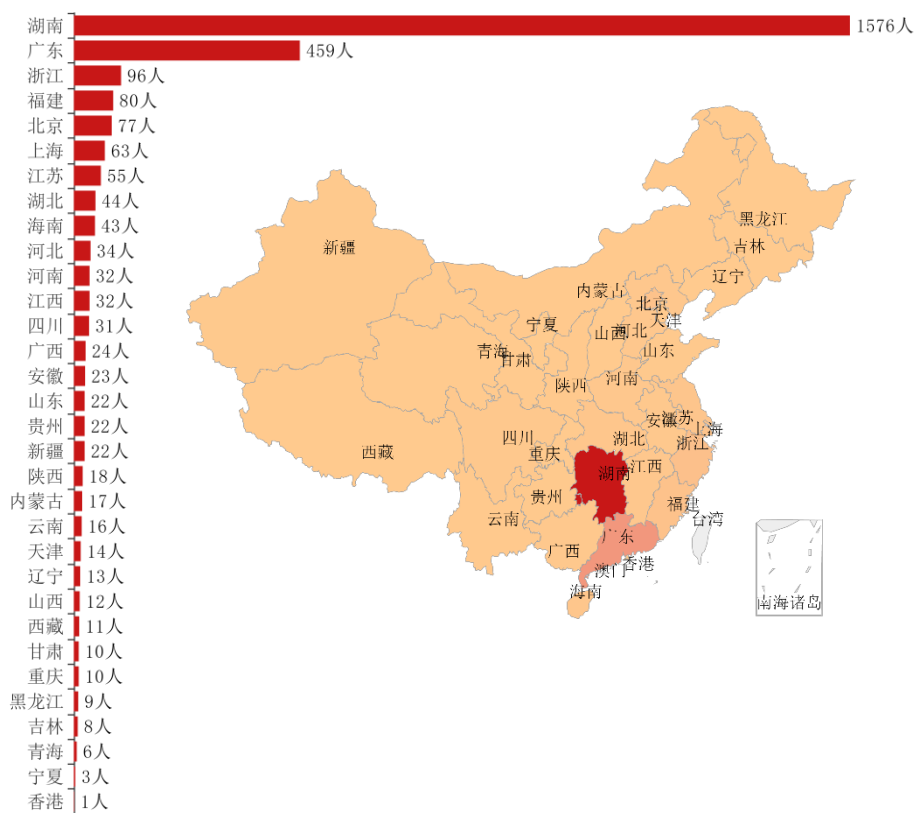 湖南 1576人
广东 459人
浙江 96人
福建 80人
北京 77人
上海 63人
江苏 55人
湖北 44人
海南 43人
河北 34人
河南 32人
江西 32人
四川 31人
广西 24人
安徽 23人
山东 22人
贵州 22人
新疆 22人
陕西 18人
内蒙古 17人
云南 16人
天津 14人
辽宁 13人
山西 12人
西藏 11人
甘肃 10人
重庆 10人
黑龙江 9人
吉林 8人
青海 6人
宁夏 3人
香港 1人
黑龙江
新疆
吉林
辽宁
内蒙古
北京
天津
宁夏
山西
河北
青海
甘肃
山东
陕西
河南
安徽
江苏
上海
四川
湖北
浙江
西藏
重庆
湖南
江西
贵州
福建
云南
台湾
广东
广西
澳门
香港
海南
南海诸岛